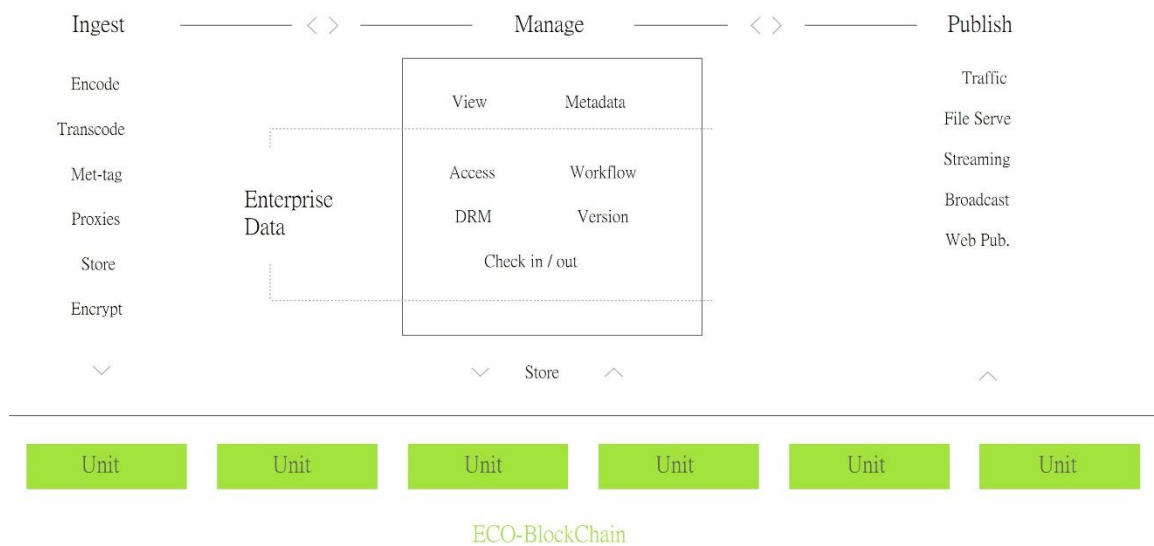 Ingest
Manage
Publish
Encode
Transcode
Met-tag
Proxies
Store
Encrypt
Enterprise
Data
View Metadata
Access Workflow
DRM Version
Check in / out
Store
Traffic
File Serve
Streaming
Broadcast
Web Pub.
Unit Unit Unit Unit Unit Unit
ECO-BlockChain